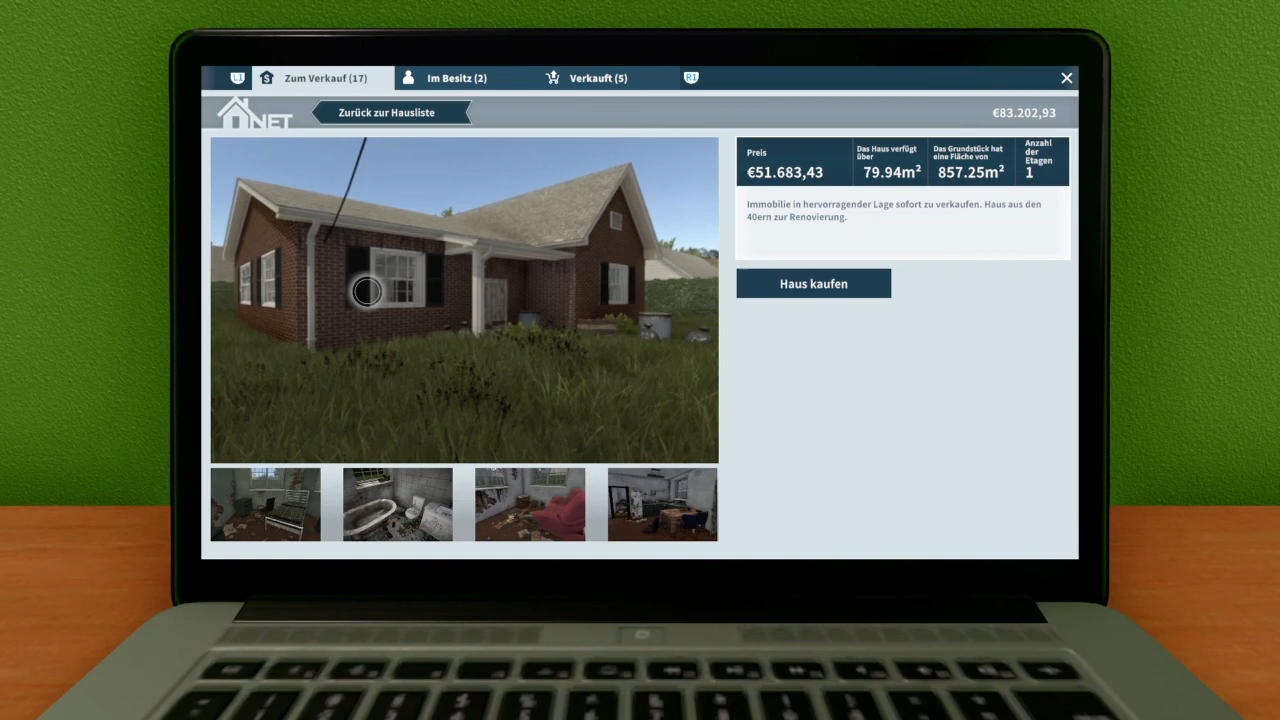 L1
Zum Verkauf (17)
Im Besitz (2)
Verkauft (5)
R1
NET
Zurück zur Hausliste
€83.202,93
Preis
€51.683,43
Das Haus verfügt
über
79.94m²
Das Grundstück hat
eine Fläche von
857.25m²
Anzahl
der
Etagen
1
Immobilie in hervorragender Lage sofort zu verkaufen. Haus aus den
40ern zur Renovierung.
Haus kaufen